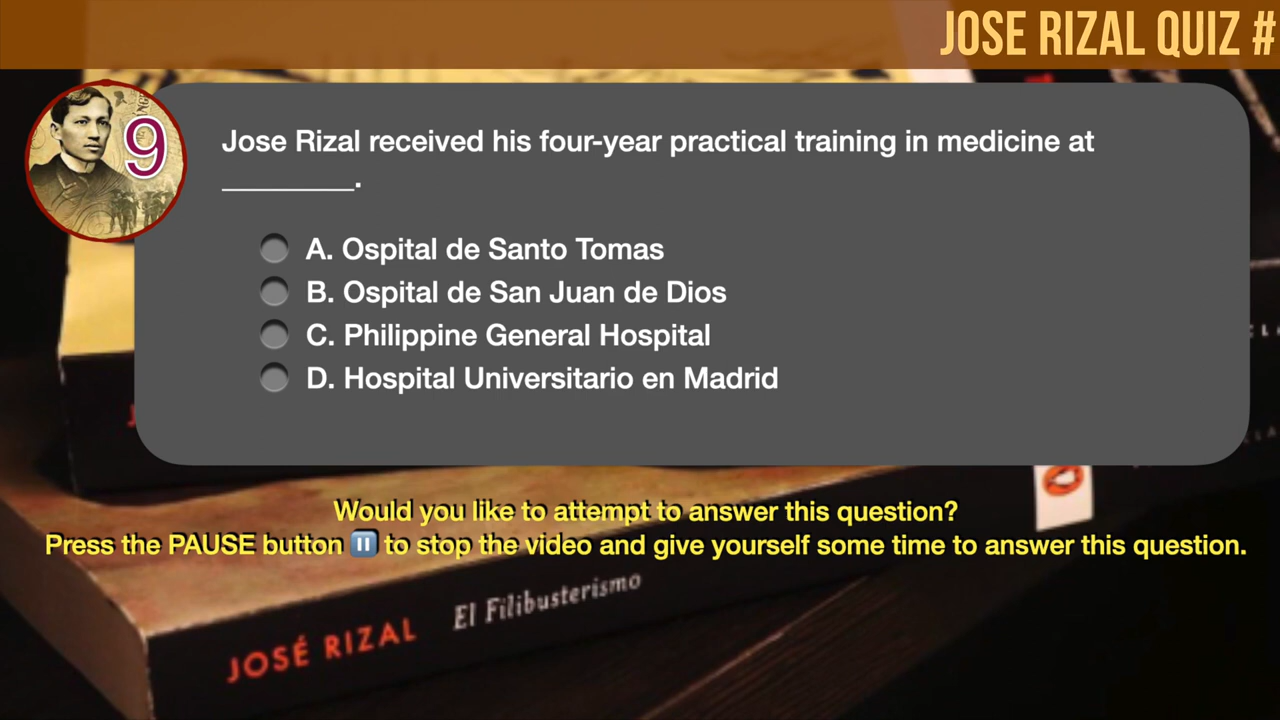 JOSE RIZAL QUIZ #
9
Jose Rizal received his four-year practical training in medicine at
_________.
A. Ospital de Santo Tomas
B. Ospital de San Juan de Dios
C. Philippine General Hospital
D. Hospital Universitario en Madrid
Would you like to attempt to answer this question?
Press the PAUSE button ⏸ to stop the video and give yourself some time to answer this question.
JOSÉ RIZAL El Filibusterismo